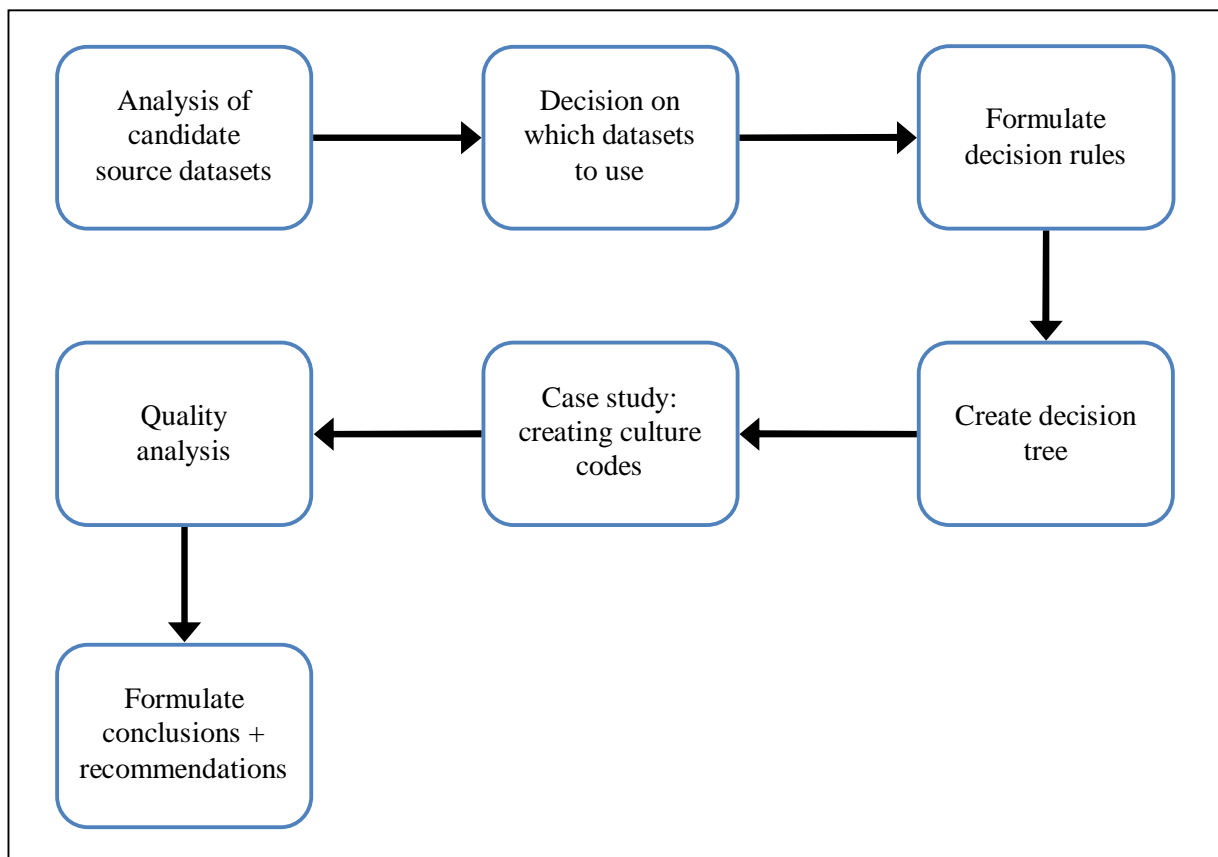 Analysis of
candidate
source datasets
Decision on
which datasets
to use
Formulate
decision rules
Create decision
tree
Case study:
creating culture
codes
Quality
analysis
Formulate
conclusions +
recommendations